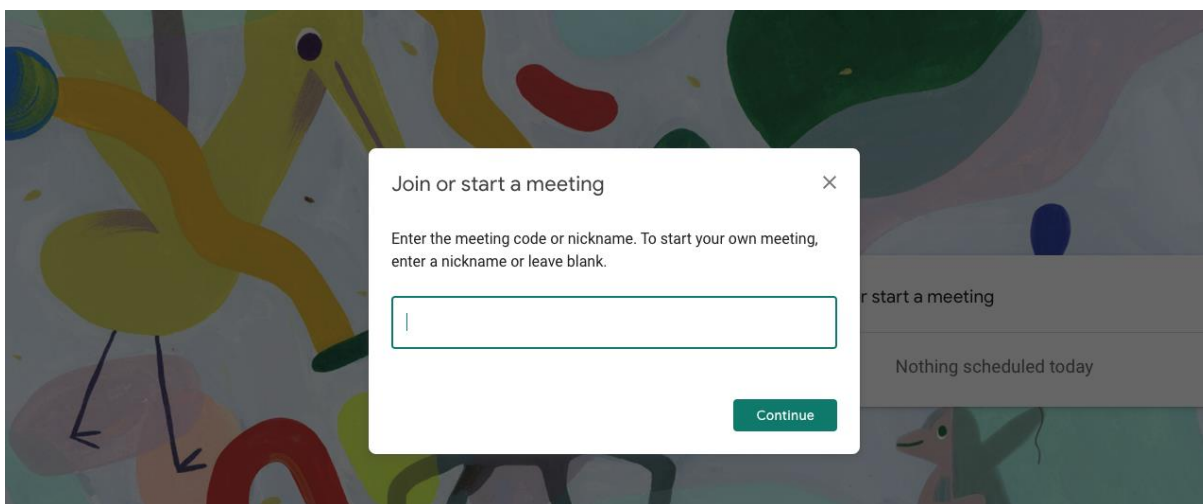 Join or start a meeting
Enter the meeting code or nickname. To start your own meeting,
enter a nickname or leave blank.
Continue
r start a meeting
Nothing scheduled today